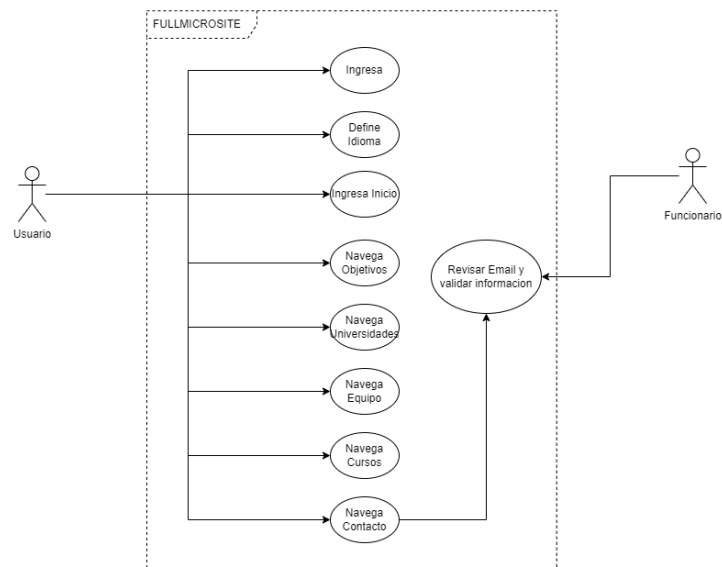 FULLMICROSITE
Ingresa
Define
Idioma
Ingresa Inicio
Usuario
Funcionario
Navega
Objetivos
Revisar Email y
validar informacion
Navega
Universidades
Navega
Equipo
Navega
Cursos
Navega
Contacto